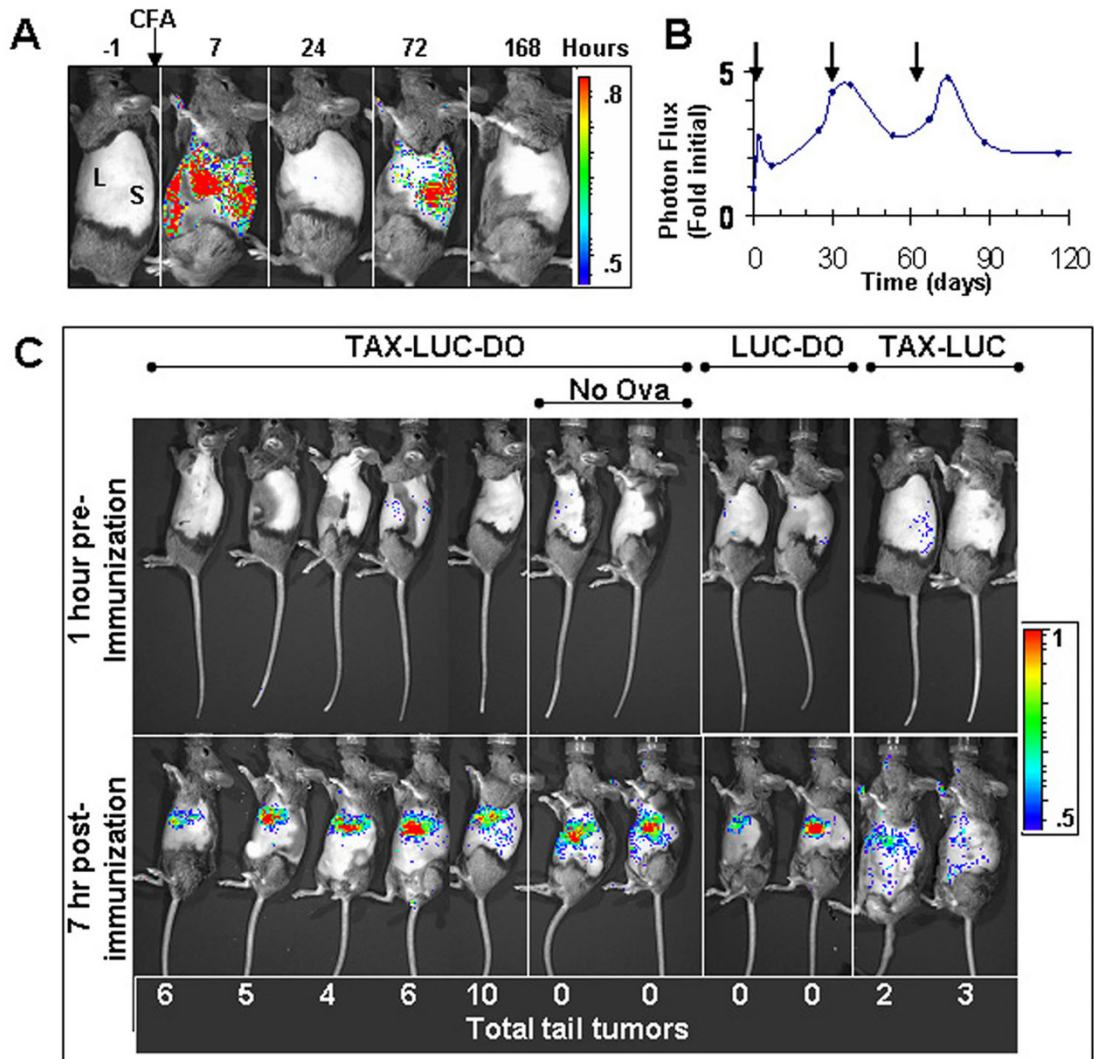 A
CFA
-1 7 24 72 168 Hours
L
S
.8
.5
B
5
0
Photon Flux
(Fold initial)
0 30 60 90 120
Time (days)
C
TAX-LUC-DO LUC-DO TAX-LUC
No Ova
1 hour pre-
Immunization
7 hr post-
immunization
1
.5
6 5 4 6 10 0 0 0 0 2 3
Total tail tumors